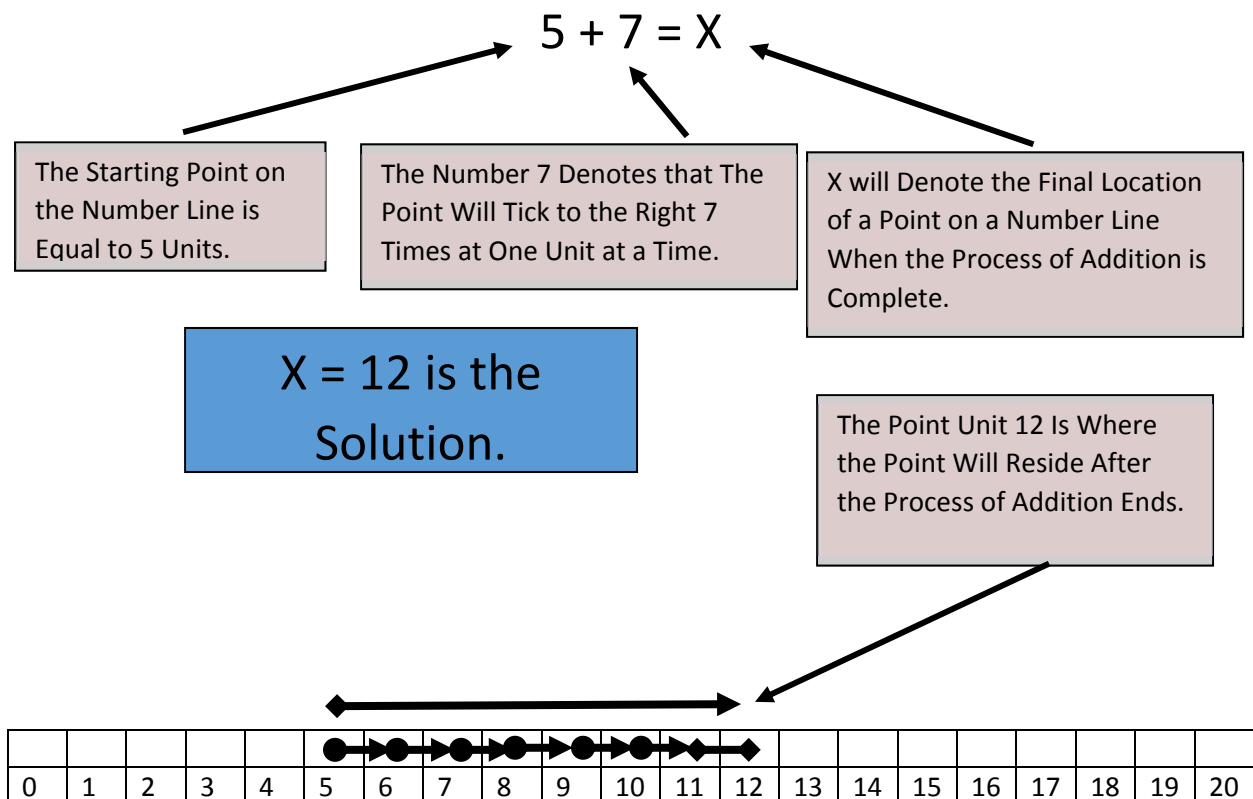 5 + 7 = X
The Starting Point on
the Number Line is
Equal to 5 Units.
The Number 7 Denotes that The
Point Will Tick to the Right 7
Times at One Unit at a Time.
X will Denote the Final Location
of a Point on a Number Line
When the Process of Addition is
Complete.
X = 12 is the
Solution.
The Point Unit 12 Is Where
the Point Will Reside After
the Process of Addition Ends.
0 1 2 3 4 5 6 7 8 9 10 11 12 13 14 15 16 17 18 19 20